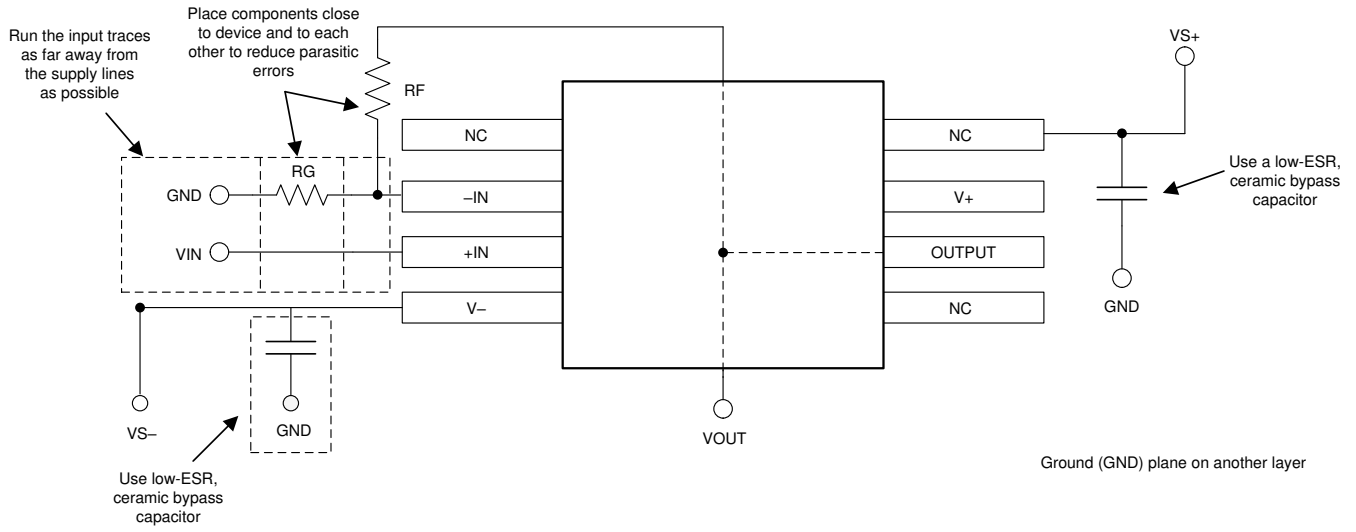 Place components close
to device and to each
other to reduce parasitic
errors
Run the input traces
as far away from
the supply lines
as possible
VS+
RF
NC
NC
Use a low-ESR,
ceramic bypass
capacitor
RG
GND
–IN
V+
VIN
+IN
OUTPUT
V–
NC
GND
VS–
GND
VOUT
Use low-ESR,
ceramic bypass
capacitor
Ground (GND) plane on another layer